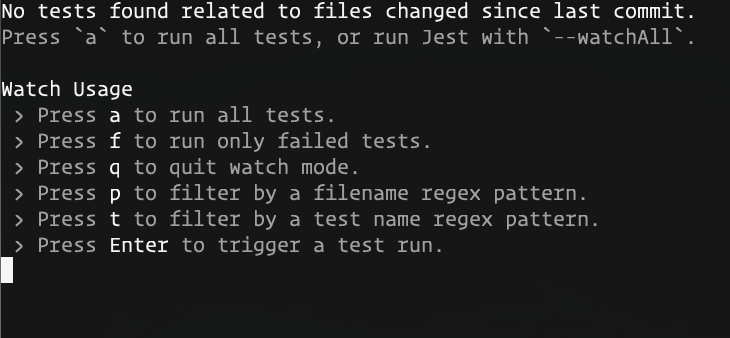 No tests found related to files changed since last commit.
Press `a` to run all tests, or run Jest with `--watchAll`.
Watch Usage
› Press a to run all tests.
› Press f to run only failed tests.
› Press q to quit watch mode.
› Press p to filter by a filename regex pattern.
› Press t to filter by a test name regex pattern.
› Press Enter to trigger a test run.